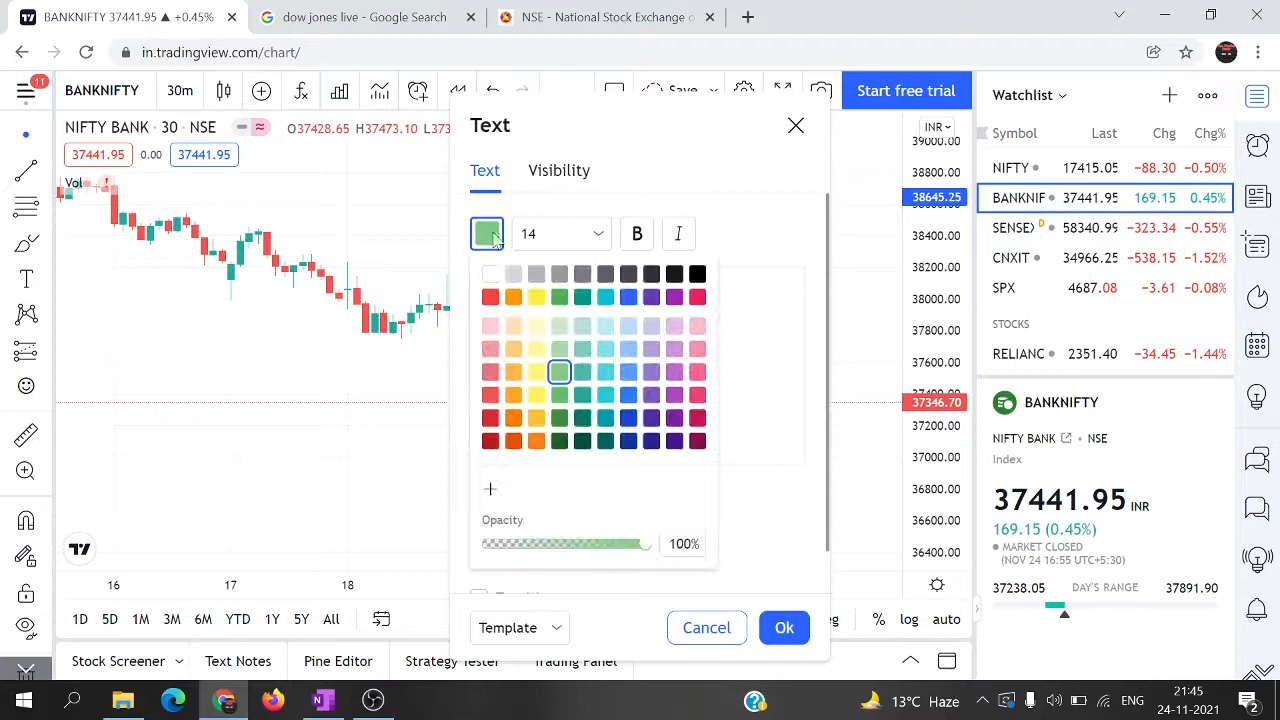 BANKNIFTY 37441.95 ▲ +0.45%
dow jones live - Google Search
NSE - National Stock Exchange o
in.tradingview.com/chart/
11
BANKNIFTY
30m
Save
Start free trial
NIFTY BANK · 30 · NSE
O37428.65 H37473.10 L37
37441.95 0.00 37441.95
Vol
INR
39000.00
38800.00
38645.25
38400.00
38200.00
38000.00
37800.00
37600.00
37346.70
37200.00
37000.00
36800.00
36600.00
36400.00
16 17 18
Text
Text Visibility
14 B I
Opacity
100%
Template
Cancel
Ok
1D 5D 1M 3M 6M YTD 1Y 5Y All
% log auto
Stock Screener
Text Notes
Pine Editor
Strategy Tester
Trading Panel
Watchlist
Symbol Last Chg Chg%
NIFTY 17415.05 −88.30 −0.50%
BANKNIF 37441.95 169.15 0.45%
SENSEX D 58340.99 −323.34 −0.55%
CNXIT 34966.25 −538.15 −1.52%
SPX 4687.08 −3.61 −0.08%
STOCKS
RELIANC 2351.40 −34.45 −1.44%
BANKNIFTY
NIFTY BANK · NSE
Index
37441.95 INR
169.15 (0.45%)
MARKET CLOSED
(NOV 24 16:55 UTC+5:30)
37238.05 DAY'S RANGE 37891.90
13°C Haze
ENG
21:45
24-11-2021
2